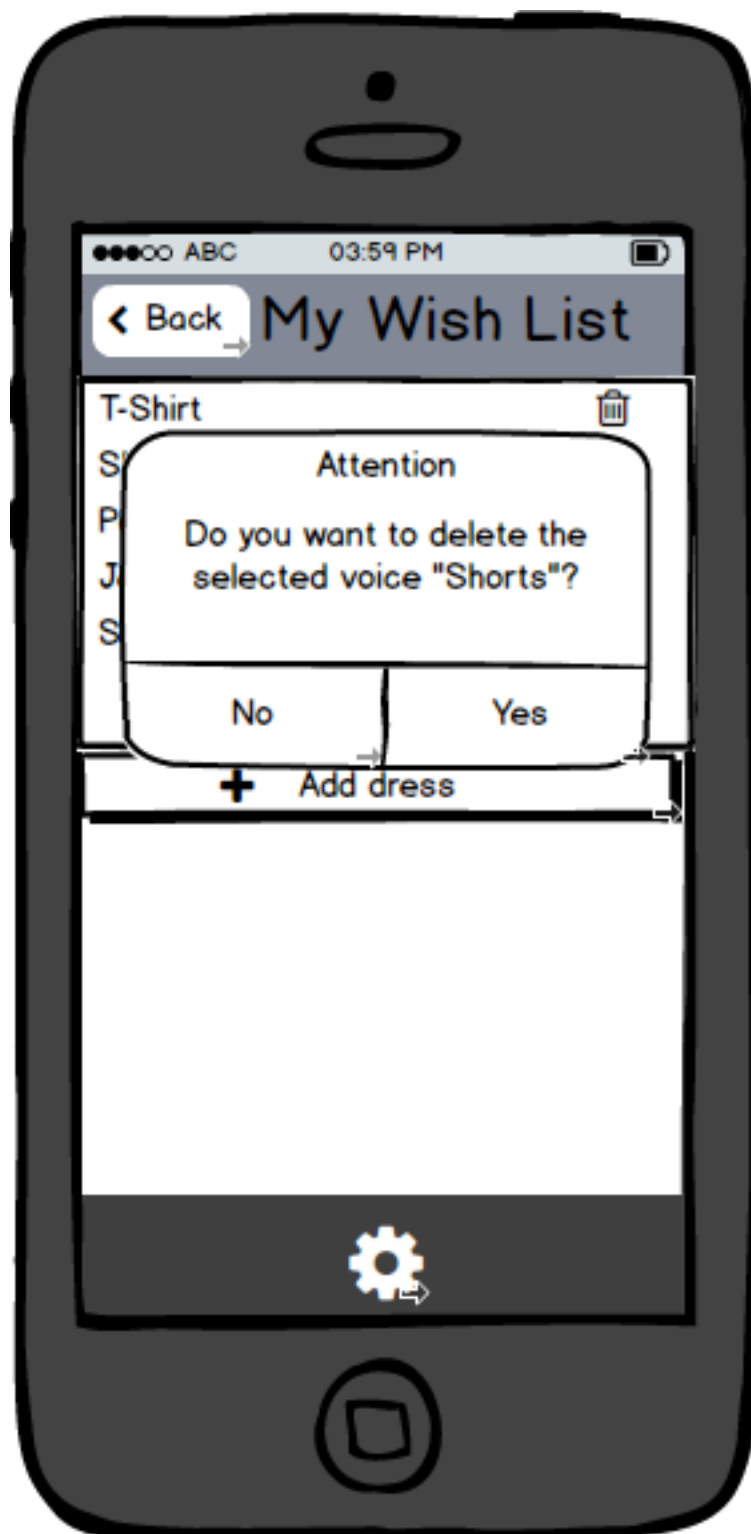 ABC 03:59 PM
Back My Wish List
T-Shirt
Attention
Do you want to delete the
selected voice "Shorts"?
No Yes
Add dress